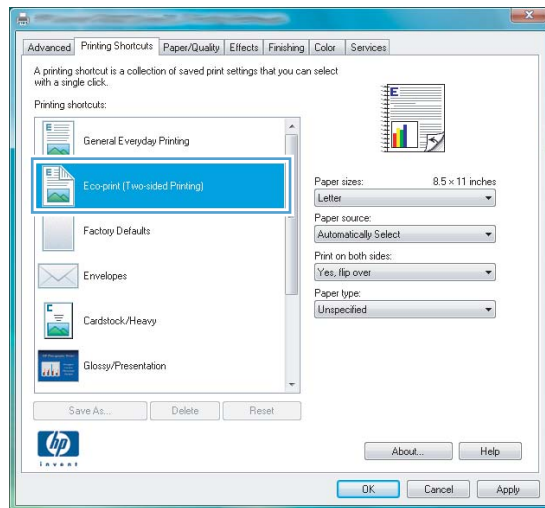 Advanced Printing Shortcuts Paper/Quality Effects Finishing Color Services
A printing shortcut is a collection of saved print settings that you can select
with a single click.
Printing shortcuts:
E
General Everyday Printing
E
Eco-print (Two-sided Printing)
Factory Defaults
Envelopes
C
Cardstock/Heavy
Glossy/Presentation
Save As... Delete Reset
E
Paper sizes: 8.5 × 11 inches
Letter
Paper source:
Automatically Select
Print on both sides:
Yes, flip over
Paper type:
Unspecified
hp
invent
About... Help
OK Cancel Apply